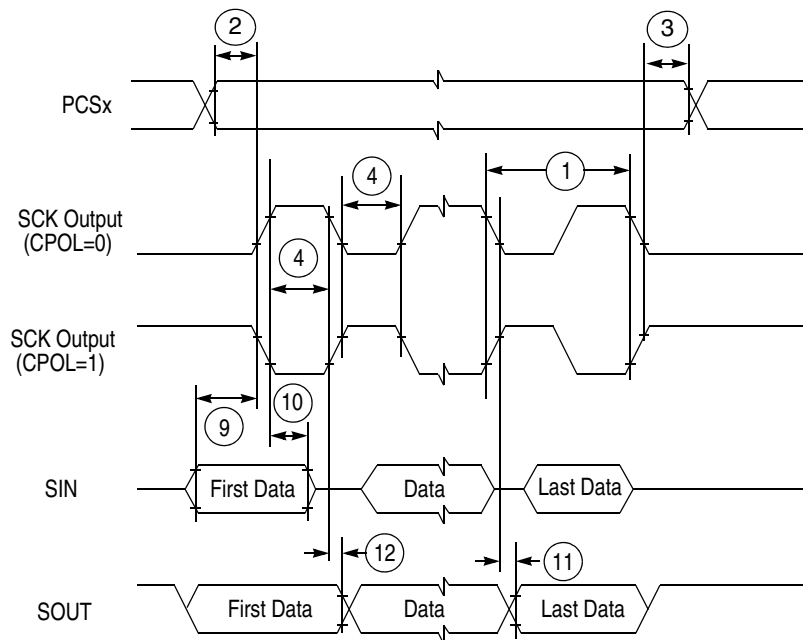 2
3
PCSx
4
1
SCK Output
(CPOL=0)
4
SCK Output
(CPOL=1)
9
10
SIN
First Data
Data
Last Data
12
11
SOUT
First Data
Data
Last Data